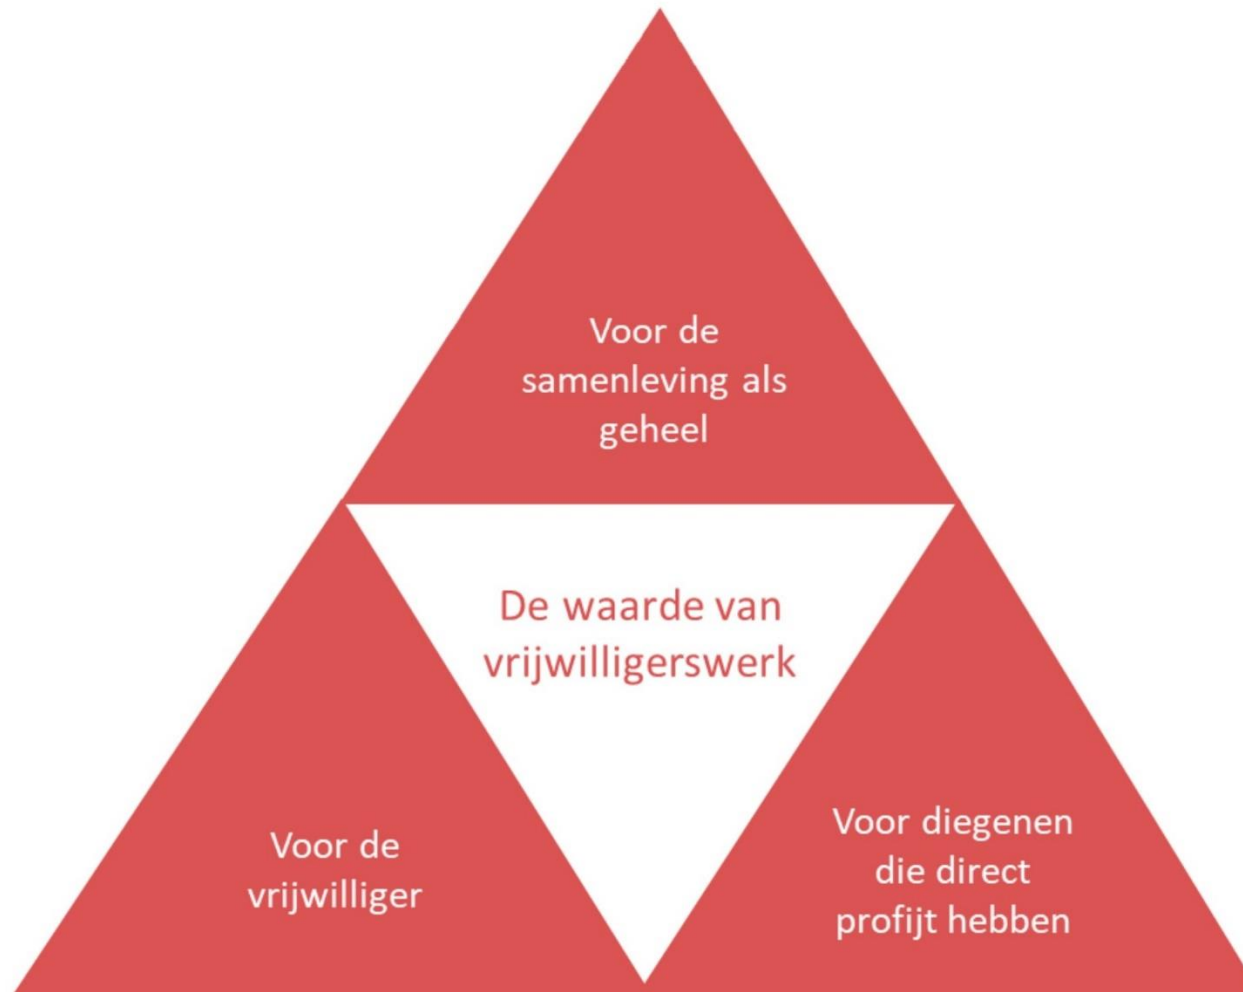 Voor de
samenleving als
geheel
De waarde van
vrijwilligerswerk
Voor de
vrijwilliger
Voor diegenen
die direct
profijt hebben